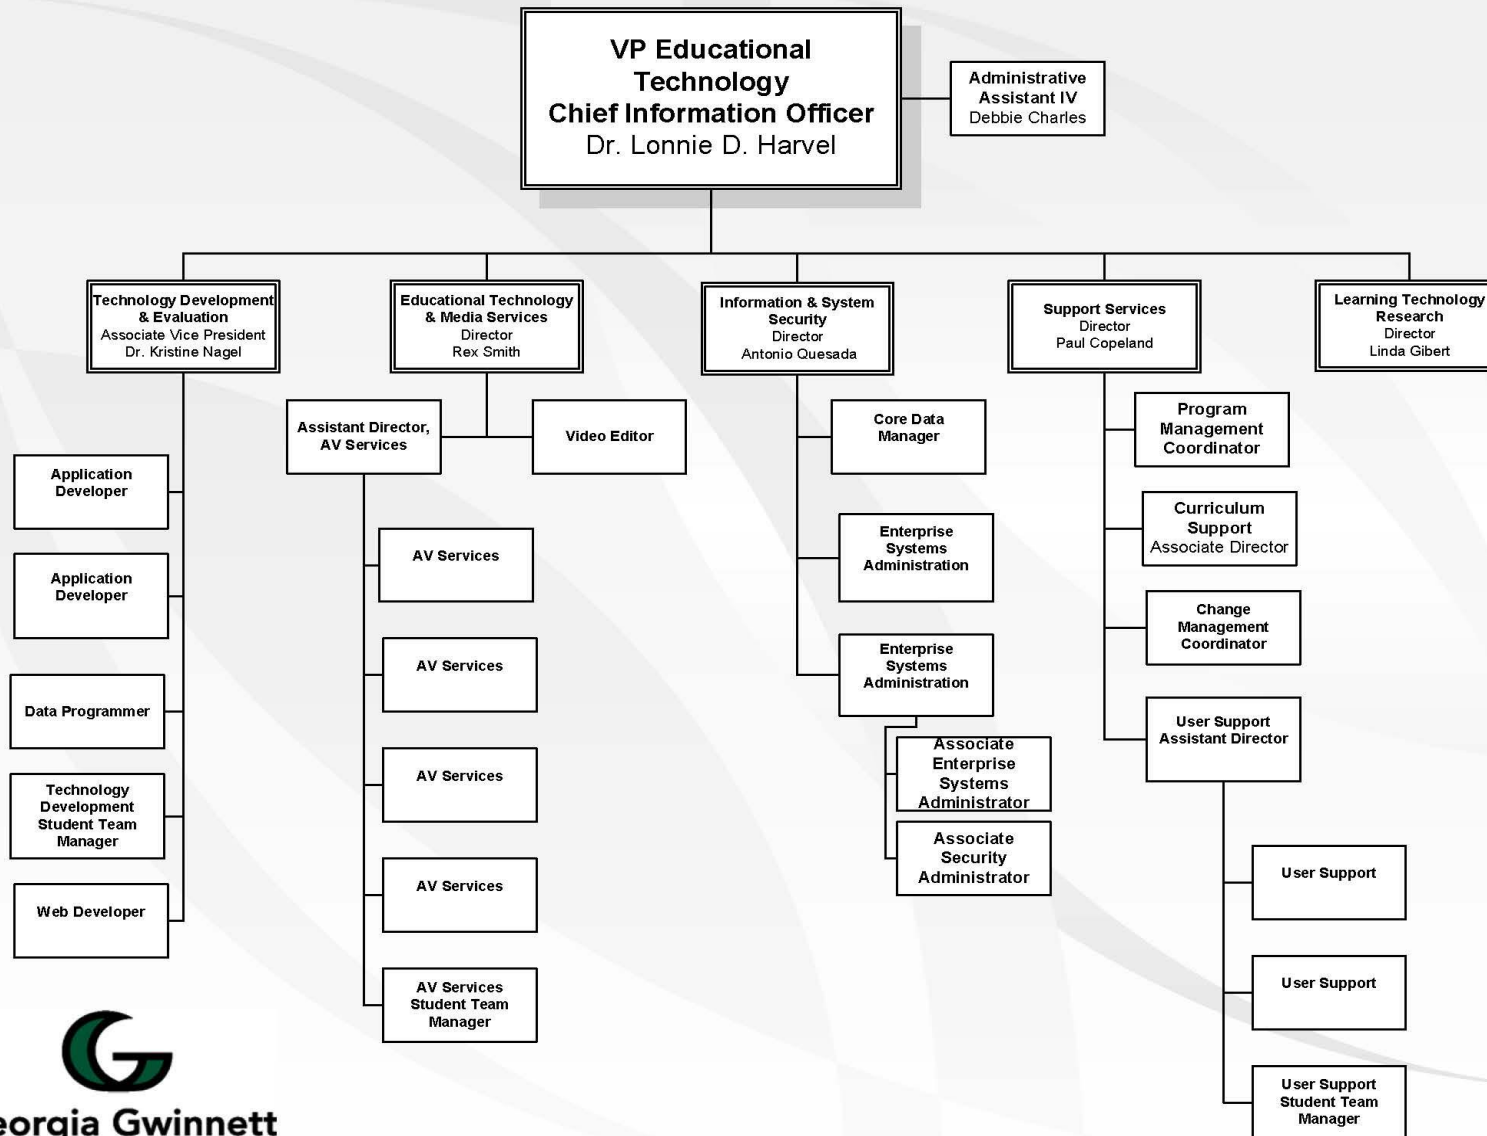 VP Educational
Technology
Chief Information Officer
Dr. Lonnie D. Harvel
Administrative
Assistant IV
Debbie Charles
Technology Development
& Evaluation
Associate Vice President
Dr. Kristine Nagel
Educational Technology
& Media Services
Director
Rex Smith
Information & System
Security
Director
Antonio Quesada
Support Services
Director
Paul Copeland
Learning Technology
Research
Director
Linda Gibert
Application
Developer
Application
Developer
Data Programmer
Technology
Development
Student Team
Manager
Web Developer
Assistant Director,
AV Services
Video Editor
AV Services
AV Services
AV Services
AV Services
AV Services
Student Team
Manager
Core Data
Manager
Enterprise
Systems
Administration
Enterprise
Systems
Administration
Associate
Enterprise
Systems
Administrator
Associate
Security
Administrator
Program
Management
Coordinator
Curriculum
Support
Associate Director
Change
Management
Coordinator
User Support
Assistant Director
User Support
User Support
User Support
Student Team
Manager
G
eorgia Gwinnett